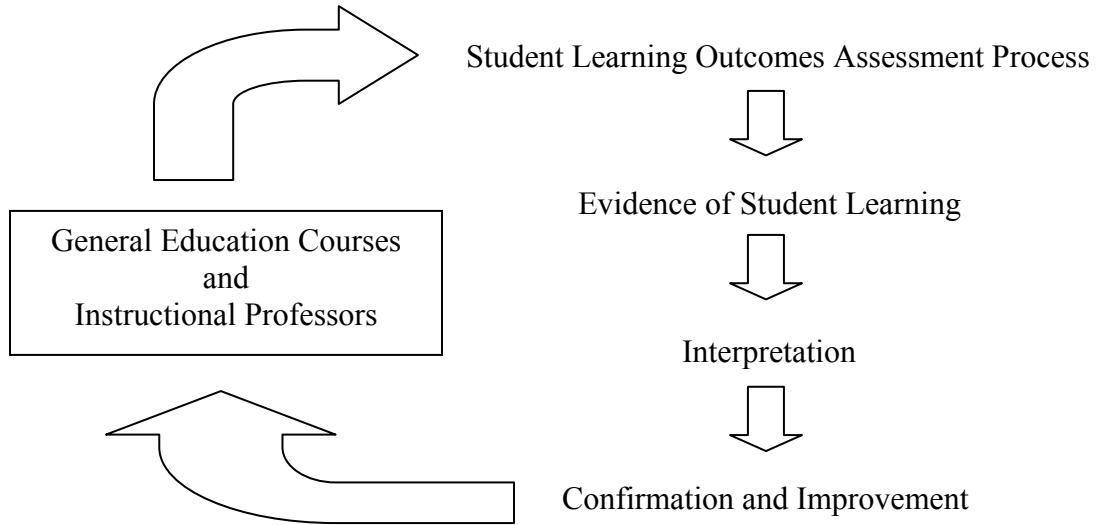 Student Learning Outcomes Assessment Process
Evidence of Student Learning
General Education Courses
and
Instructional Professors
Interpretation
Confirmation and Improvement